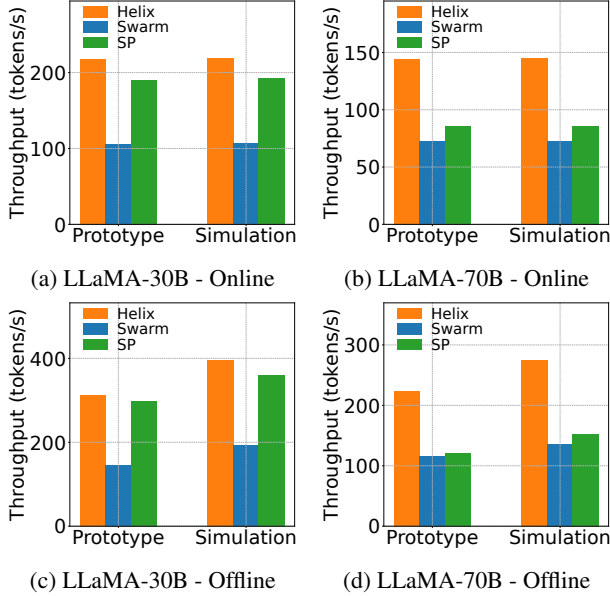 Throughput (tokens/s)
200
100
0
Helix
Swarm
SP
Prototype Simulation
(a) LLaMA-30B - Online
Throughput (tokens/s)
150
100
50
0
Helix
Swarm
SP
Prototype Simulation
(b) LLaMA-70B - Online
Throughput (tokens/s)
400
200
0
Helix
Swarm
SP
Prototype Simulation
(c) LLaMA-30B - Offline
Throughput (tokens/s)
300
200
100
0
Helix
Swarm
SP
Prototype Simulation
(d) LLaMA-70B - Offline